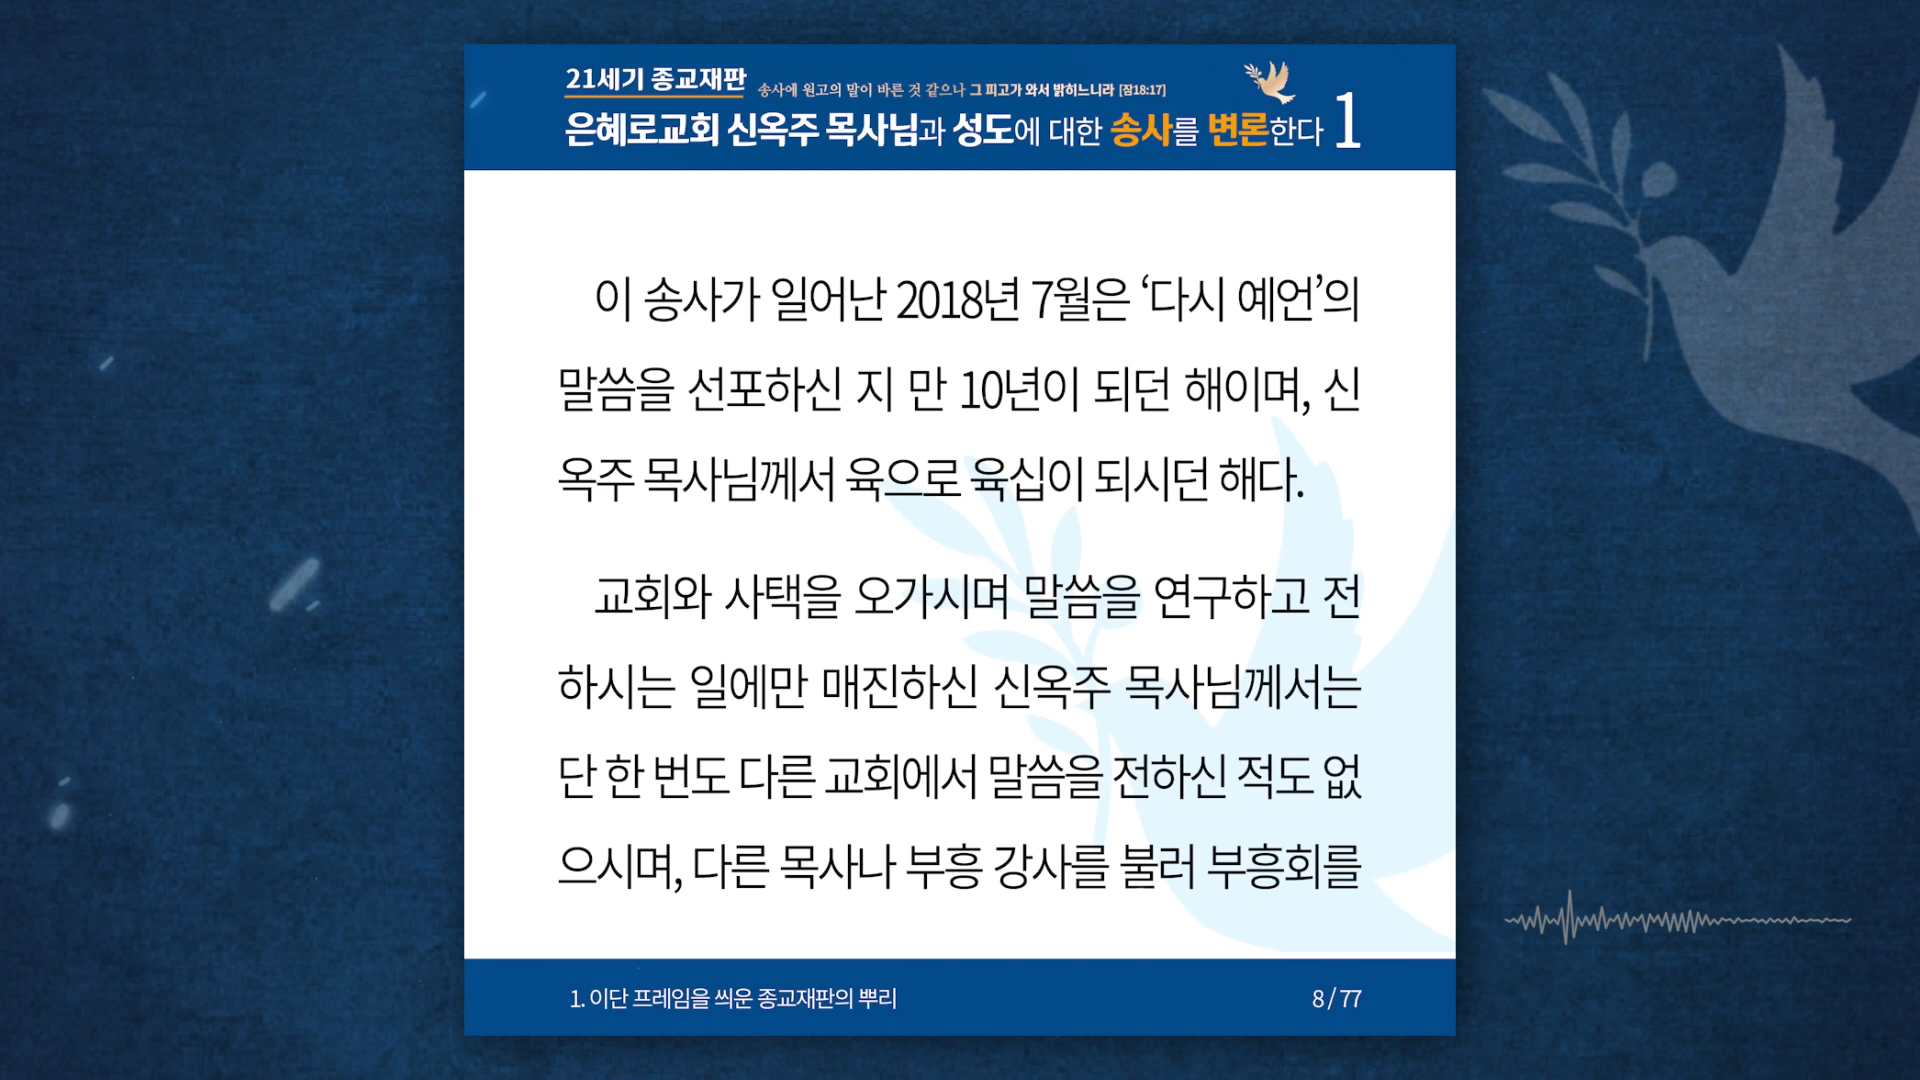 21세기 종교재판 송사에 원고의 말이 바른 것 같으나 그 피고가 와서 밝히느니라 [잠18:17]
은혜로교회 신옥주 목사님과 성도에 대한 송사를 변론한다 1
이 송사가 일어난 2018년 7월은 ‘다시 예언’의
말씀을 선포하신 지 만 10년이 되던 해이며, 신
옥주 목사님께서 육으로 육십이 되시던 해다.
교회와 사택을 오가시며 말씀을 연구하고 전
하시는 일에만 매진하신 신옥주 목사님께서는
단 한 번도 다른 교회에서 말씀을 전하신 적도 없
으시며, 다른 목사나 부흥 강사를 불러 부흥회를
1. 이단 프레임을 씌운 종교재판의 뿌리
8 / 77